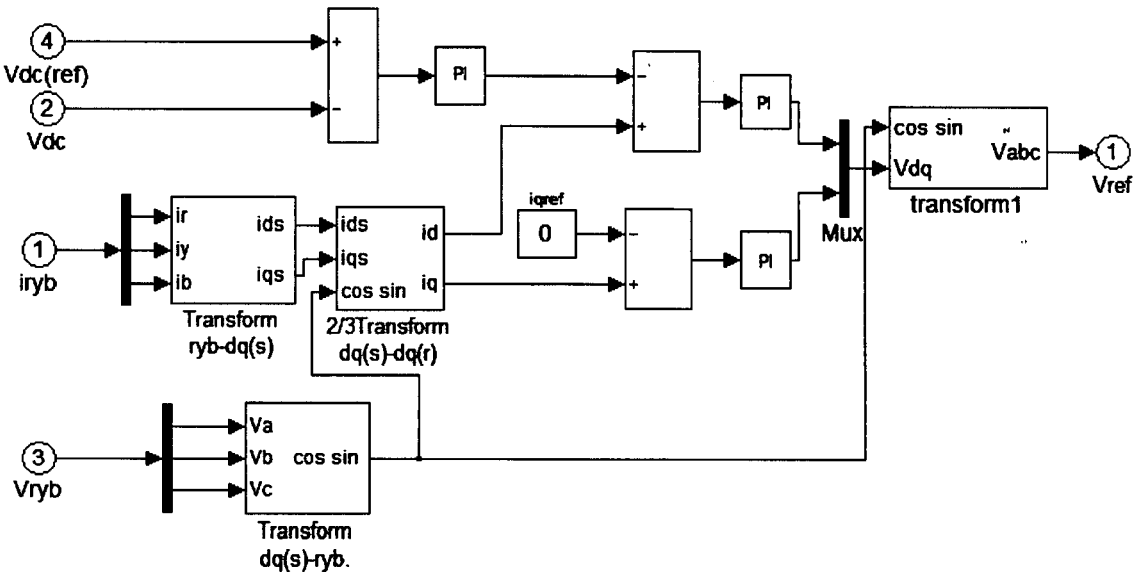 4
Vdc(ref)
2
Vdc
+
−
PI
−
+
PI
cos sin
Vdq
Vabc
transform1
1
Vref
Mux
1
iryb
ir
iy
ib
ids
iqs
Transform
ryb-dq(s)
ids
iqs
cos sin
id
iq
2/3Transform
dq(s)-dq(r)
iqref
0
−
+
PI
3
Vryb
Va
Vb
Vc
cos sin
Transform
dq(s)-ryb.